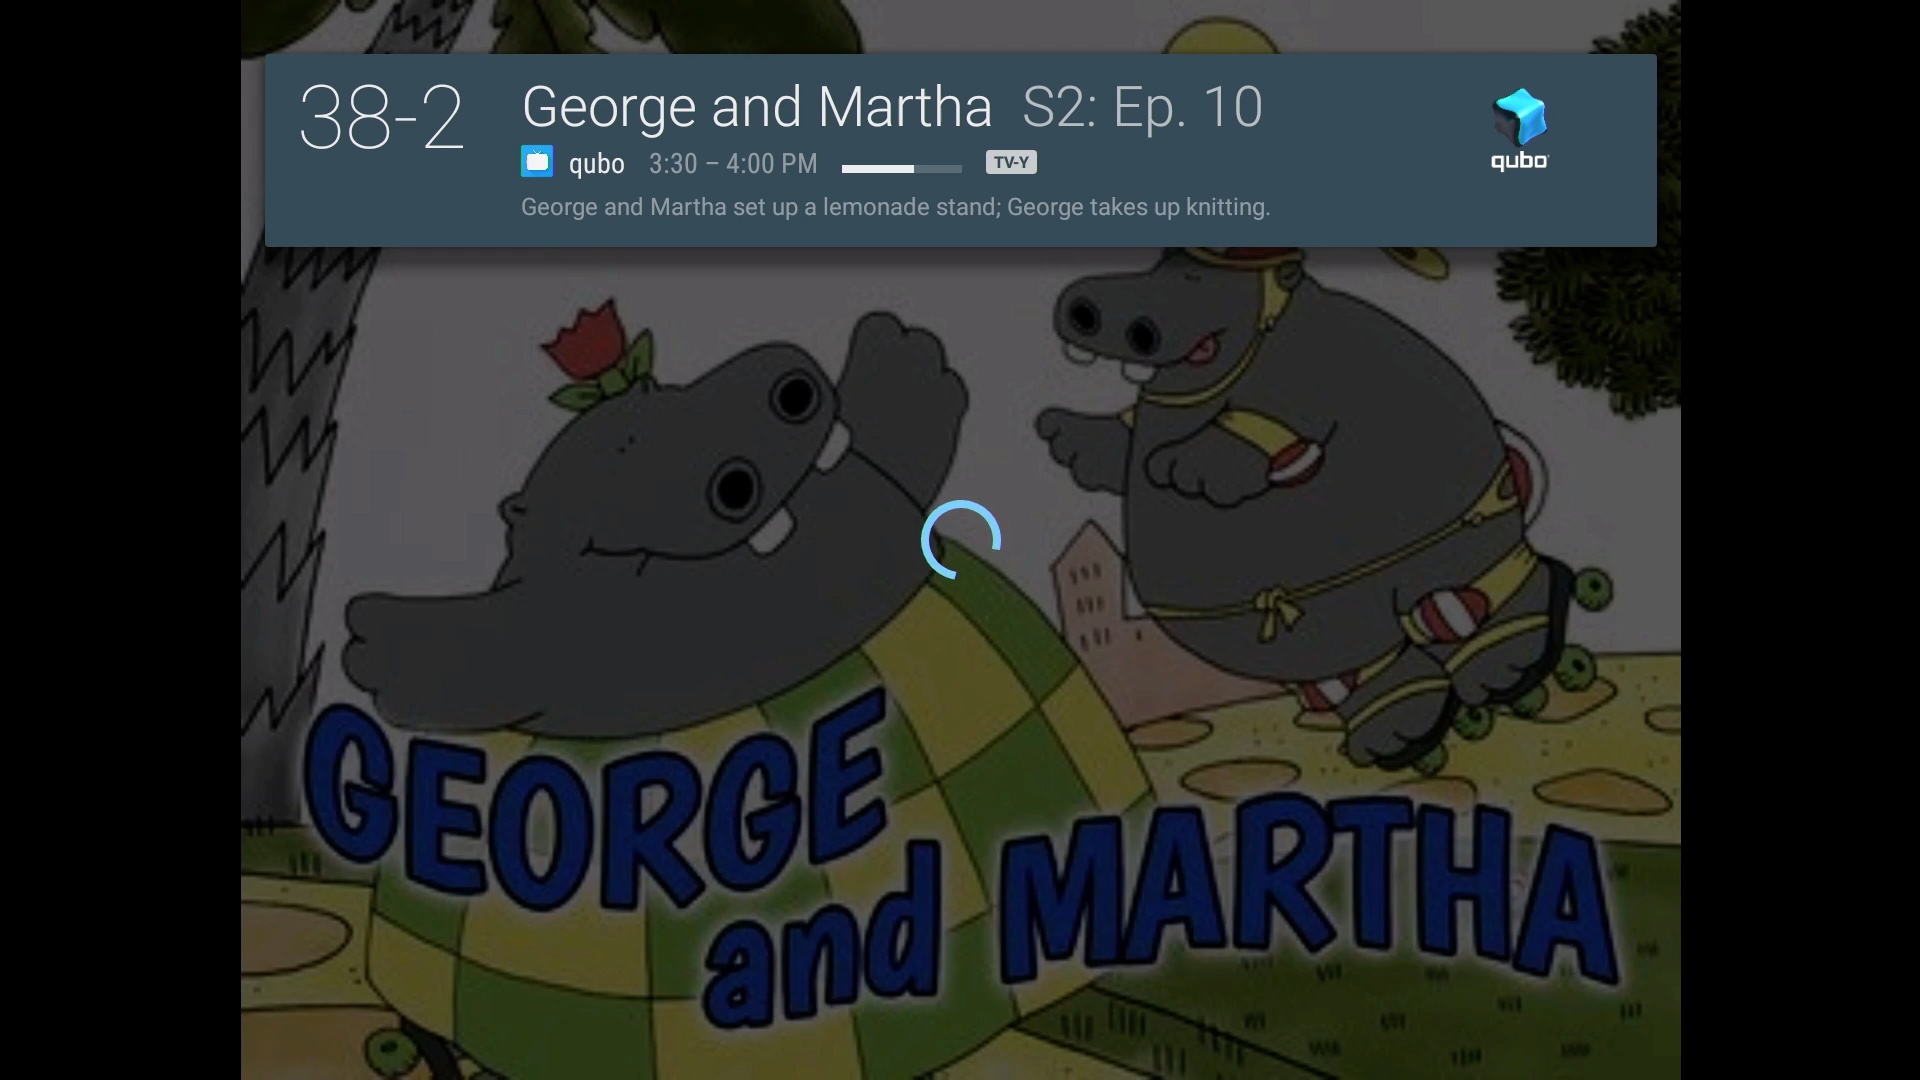 38-2
George and Martha S2: Ep. 10
qubo 3:30 – 4:00 PM TV-Y
George and Martha set up a lemonade stand; George takes up knitting.
qubo
GEORGE
and MARTHA